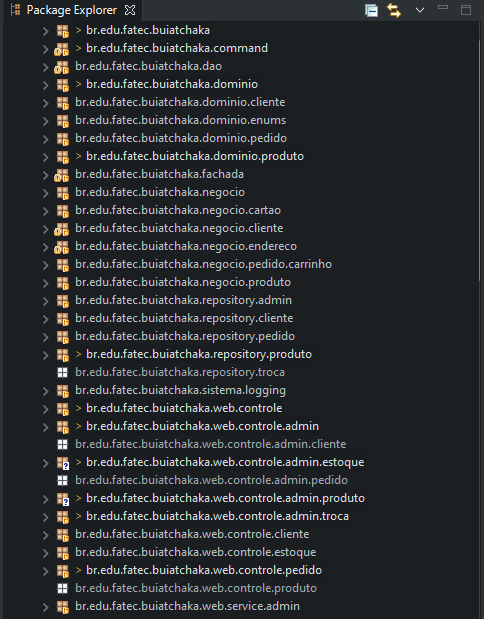 Package Explorer
> br.edu.fatec.buiatchaka
> br.edu.fatec.buiatchaka.command
br.edu.fatec.buiatchaka.dao
> br.edu.fatec.buiatchaka.dominio
br.edu.fatec.buiatchaka.dominio.cliente
br.edu.fatec.buiatchaka.dominio.enums
br.edu.fatec.buiatchaka.dominio.pedido
> br.edu.fatec.buiatchaka.dominio.produto
br.edu.fatec.buiatchaka.fachada
br.edu.fatec.buiatchaka.negocio
br.edu.fatec.buiatchaka.negocio.cartao
br.edu.fatec.buiatchaka.negocio.cliente
br.edu.fatec.buiatchaka.negocio.endereco
br.edu.fatec.buiatchaka.negocio.pedido.carrinho
br.edu.fatec.buiatchaka.negocio.produto
br.edu.fatec.buiatchaka.repository.admin
br.edu.fatec.buiatchaka.repository.cliente
br.edu.fatec.buiatchaka.repository.pedido
> br.edu.fatec.buiatchaka.repository.produto
br.edu.fatec.buiatchaka.repository.troca
br.edu.fatec.buiatchaka.sistema.logging
> br.edu.fatec.buiatchaka.web.controle
> br.edu.fatec.buiatchaka.web.controle.admin
br.edu.fatec.buiatchaka.web.controle.admin.cliente
> br.edu.fatec.buiatchaka.web.controle.admin.estoque
br.edu.fatec.buiatchaka.web.controle.admin.pedido
> br.edu.fatec.buiatchaka.web.controle.admin.produto
> br.edu.fatec.buiatchaka.web.controle.admin.troca
br.edu.fatec.buiatchaka.web.controle.cliente
br.edu.fatec.buiatchaka.web.controle.estoque
> br.edu.fatec.buiatchaka.web.controle.pedido
br.edu.fatec.buiatchaka.web.controle.produto
br.edu.fatec.buiatchaka.web.service.admin